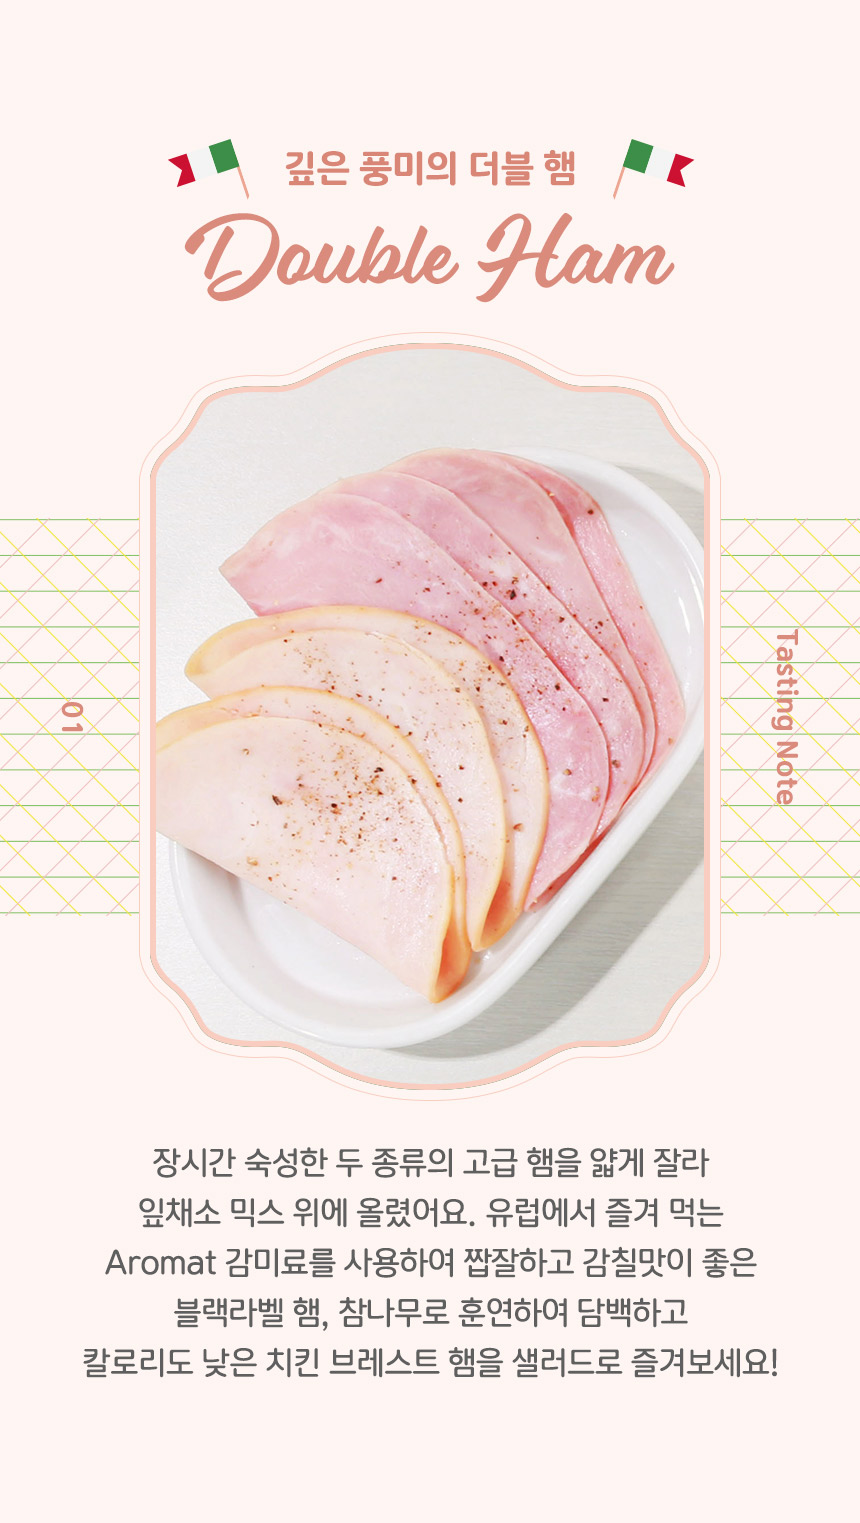 깊은 풍미의 더블 햄
Double Ham
01
Tasting Note
장시간 숙성한 두 종류의 고급 햄을 얇게 잘라
잎채소 믹스 위에 올렸어요. 유럽에서 즐겨 먹는
Aromat 감미료를 사용하여 짭잘하고 감칠맛이 좋은
블랙라벨 햄, 참나무로 훈연하여 담백하고
칼로리도 낮은 치킨 브레스트 햄을 샐러드로 즐겨보세요!